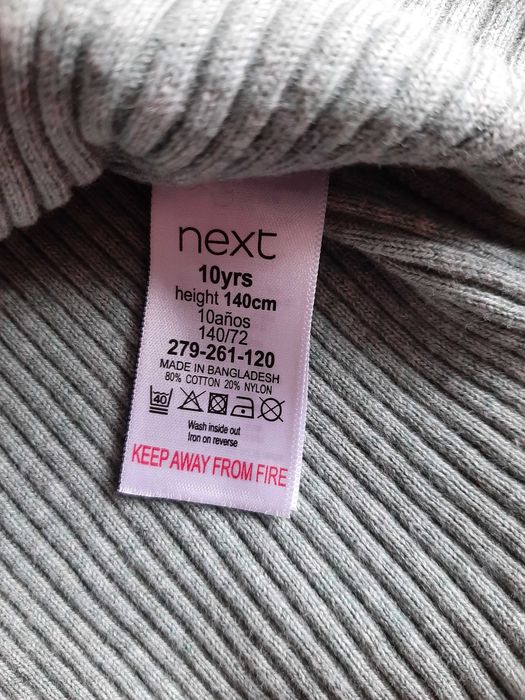 next
10yrs
height 140cm
10años
140/72
279-261-120
MADE IN BANGLADESH
80% COTTON 20% NYLON
40
Wash inside out
Iron on reverse
KEEP AWAY FROM FIRE